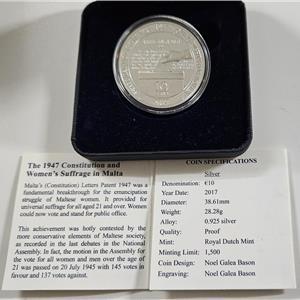 10
The 1947 Constitution and
Women's Suffrage in Malta
Malta's (Constitution) Letters Patent 1947 was a
fundamental breakthrough for the emancipation
struggle of Maltese women. It provided for
universal suffrage for all aged 21 and over. Women
could now vote and stand for public office.
This achievement was hotly contested by the
more conservative elements of Maltese society,
as recorded in the last debates in the National
Assembly. In fact, the motion in the Assembly for
the vote for all women and men over the age of
21 was passed on 20 July 1945 with 145 votes in
favour and 137 votes against.
COIN SPECIFICATIONS
Silver
Denomination: €10
Year: 2017
Diameter: 38.61mm
Weight: 28.28g
Alloy: 0.925 silver
Quality: Proof
Mint: Royal Dutch Mint
Minting Limit: 1,500
Coin Design: Noel Galea Bason
Engraving: Noel Galea Bason